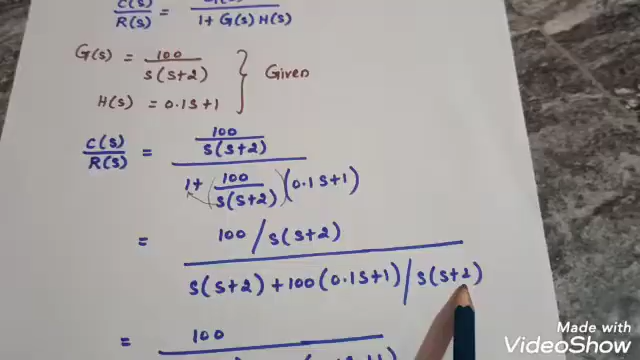 C(s)/R(s) = / 1 + G(s) H(s)
G(s) = 100 / s(s+2)
H(s) = 0.1s+1
} Given
C(s)/R(s) = 100 / s(s+2)
1+ (100 / s(s+2)) (0.1s+1)
= 100 / s(s+2)
s(s+2) + 100 (0.1s+1) / s(s+2)
= 100
Made with
VideoShow